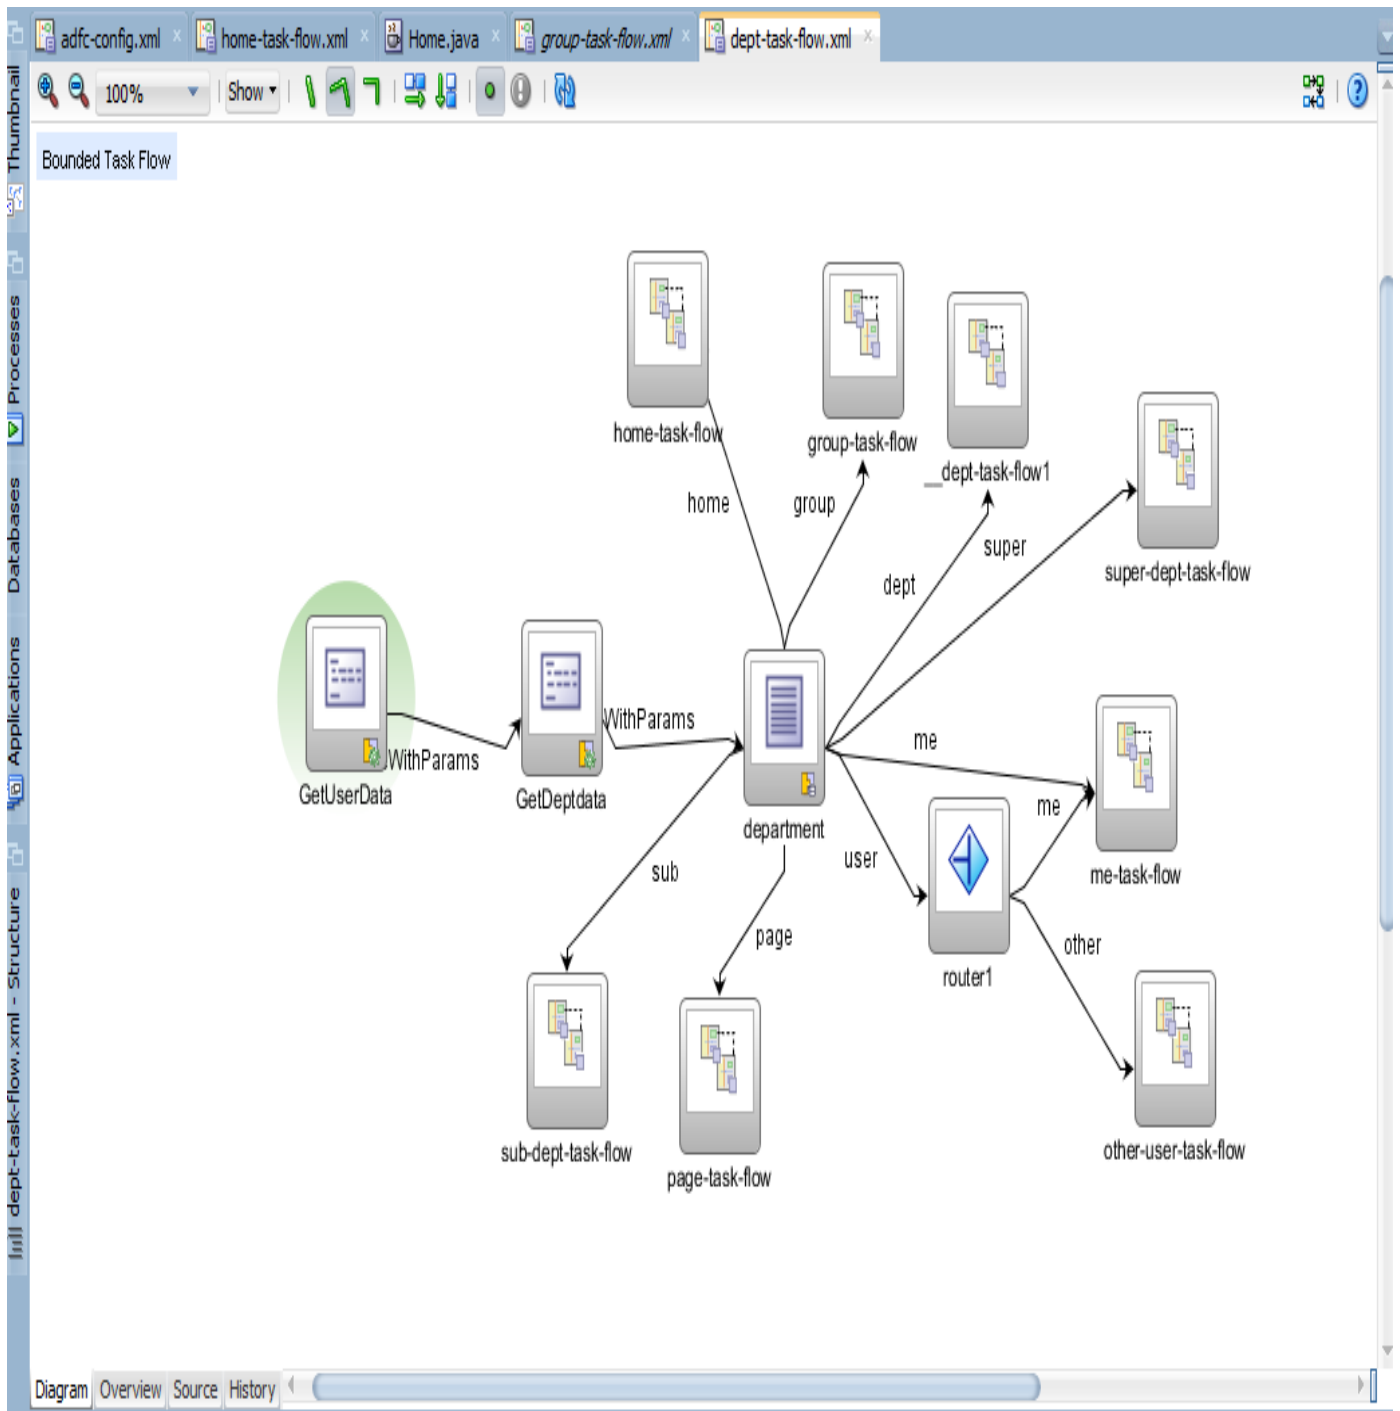 adfc-config.xml
home-task-flow.xml
Home.java
group-task-flow.xml
dept-task-flow.xml
100%
Show
Bounded Task Flow
Thumbnail
Processes
Databases
Applications
dept-task-flow.xml - Structure
home-task-flow
group-task-flow
__dept-task-flow1
super-dept-task-flow
home
group
dept
super
GetUserData
WithParams
GetDeptdata
WithParams
department
me
me
user
router1
me-task-flow
other
other-user-task-flow
sub
page
sub-dept-task-flow
page-task-flow
Diagram
Overview
Source
History